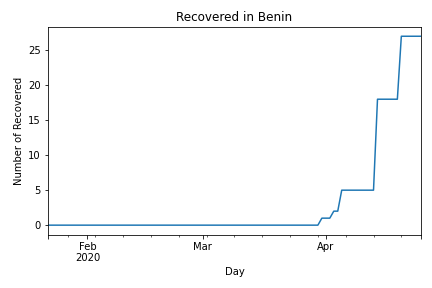 Recovered in Benin
Number of Recovered
25
20
15
10
5
0
Feb
2020
Mar
Apr
Day